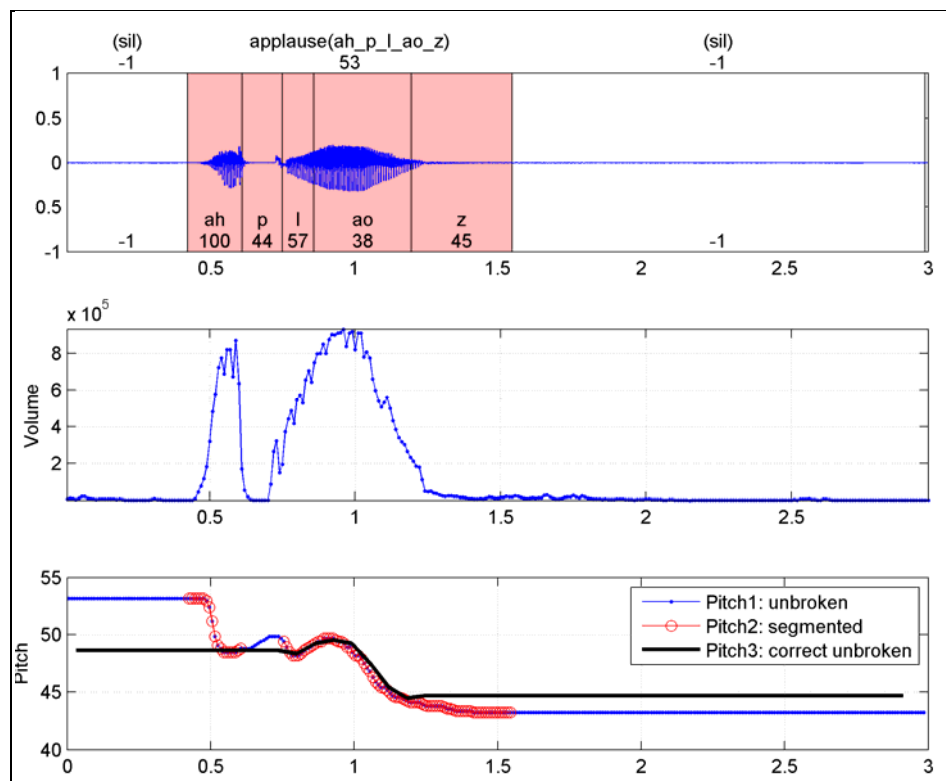 (sil) applause(ah_p_l_ao_z) (sil)
-1 53 -1
1
0.5
0
0.5
-1
ah p l ao z
-1 100 44 57 38 45 -1
0.5 1 1.5 2 2.5 3
x 10^5
8
6
4
2
Volume
0.5 1 1.5 2 2.5
55
50
45
40
Pitch
Pitch1: unbroken
Pitch2: segmented
Pitch3: correct unbroken
0 0.5 1 1.5 2 2.5 3